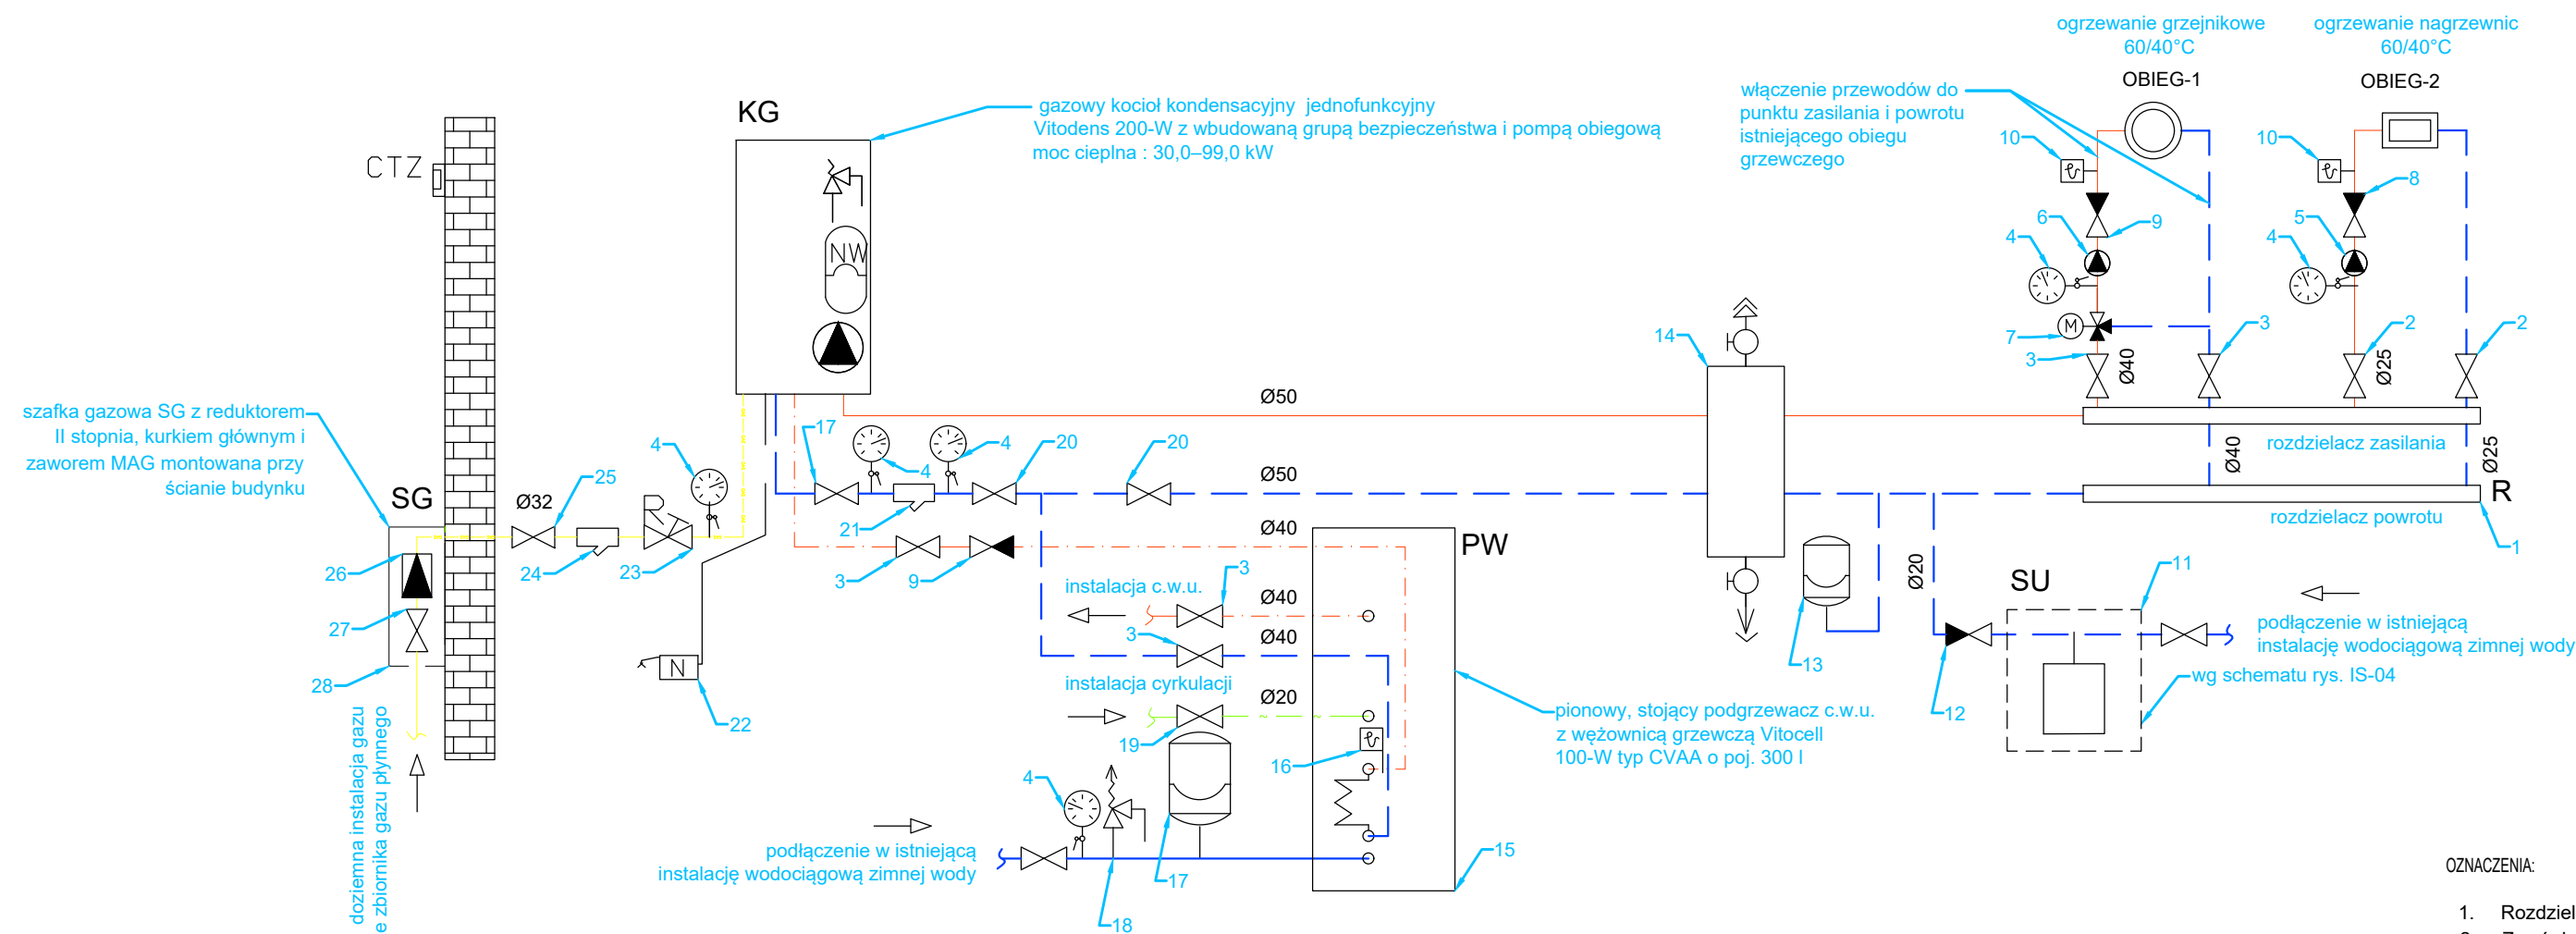 ogrzewanie grzejnikowe
60/40°C
OBIEG-1
ogrzewanie nagrzewnic
60/40°C
OBIEG-2
włączenie przewodów do
punktu zasilania i powrotu
istniejącego obiegu
grzewczego
10
10
8
6
9
5
4
4
7
M
3
3
2
2
Ø40
Ø25
KG
gazowy kocioł kondensacyjny jednofunkcyjny
Vitodens 200-W z wbudowaną grupą bezpieczeństwa i pompą obiegową
moc cieplna : 30,0–99,0 kW
CTZ
NW
14
szafka gazowa SG z reduktorem
II stopnia, kurkiem głównym i
zaworem MAG montowana przy
ścianie budynku
SG
Ø32
25
4
17
4
4
20
20
Ø50
Ø50
rozdzielacz zasilania
Ø40
Ø25
R
rozdzielacz powrotu
1
26
24
23
21
3
9
Ø40
PW
27
28
N
22
instalacja c.w.u.
3
Ø40
3
Ø40
instalacja cyrkulacji
Ø20
19
16
13
Ø20
SU
11
12
podłączenie w istniejącą
instalację wodociągową zimnej wody
wg schematu rys. IS-04
pionowy, stojący podgrzewacz c.w.u.
z wężownicą grzewczą Vitocell
100-W typ CVAA o poj. 300 l
doziemna instalacja gazu
e zbiornika gazu płynnego
4
podłączenie w istniejącą
instalację wodociągową zimnej wody
17
18
15
OZNACZENIA:
1. Rozdziel